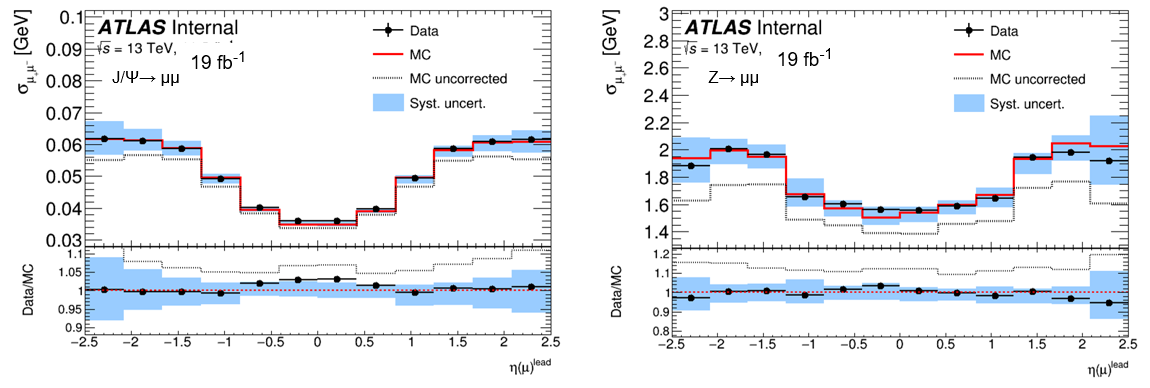 ATLAS Internal
√s = 13 TeV,
19 fb-1
J/Ψ→ μμ
Data
MC
MC uncorrected
Syst. uncert.
σμ+μ- [GeV]
0.1
0.09
0.08
0.07
0.06
0.05
0.04
0.03
Data/MC
1.1
1.05
1
0.95
0.9
-2.5 -2 -1.5 -1 -0.5 0 0.5 1 1.5 2 2.5
η(μ)lead
ATLAS Internal
√s = 13 TeV,
19 fb-1
Z→ μμ
Data
MC
MC uncorrected
Syst. uncert.
σμ+μ- [GeV]
3
2.8
2.6
2.4
2.2
2
1.8
1.6
1.4
Data/MC
1.2
1.1
1
0.9
0.8
-2.5 -2 -1.5 -1 -0.5 0 0.5 1 1.5 2 2.5
η(μ)lead